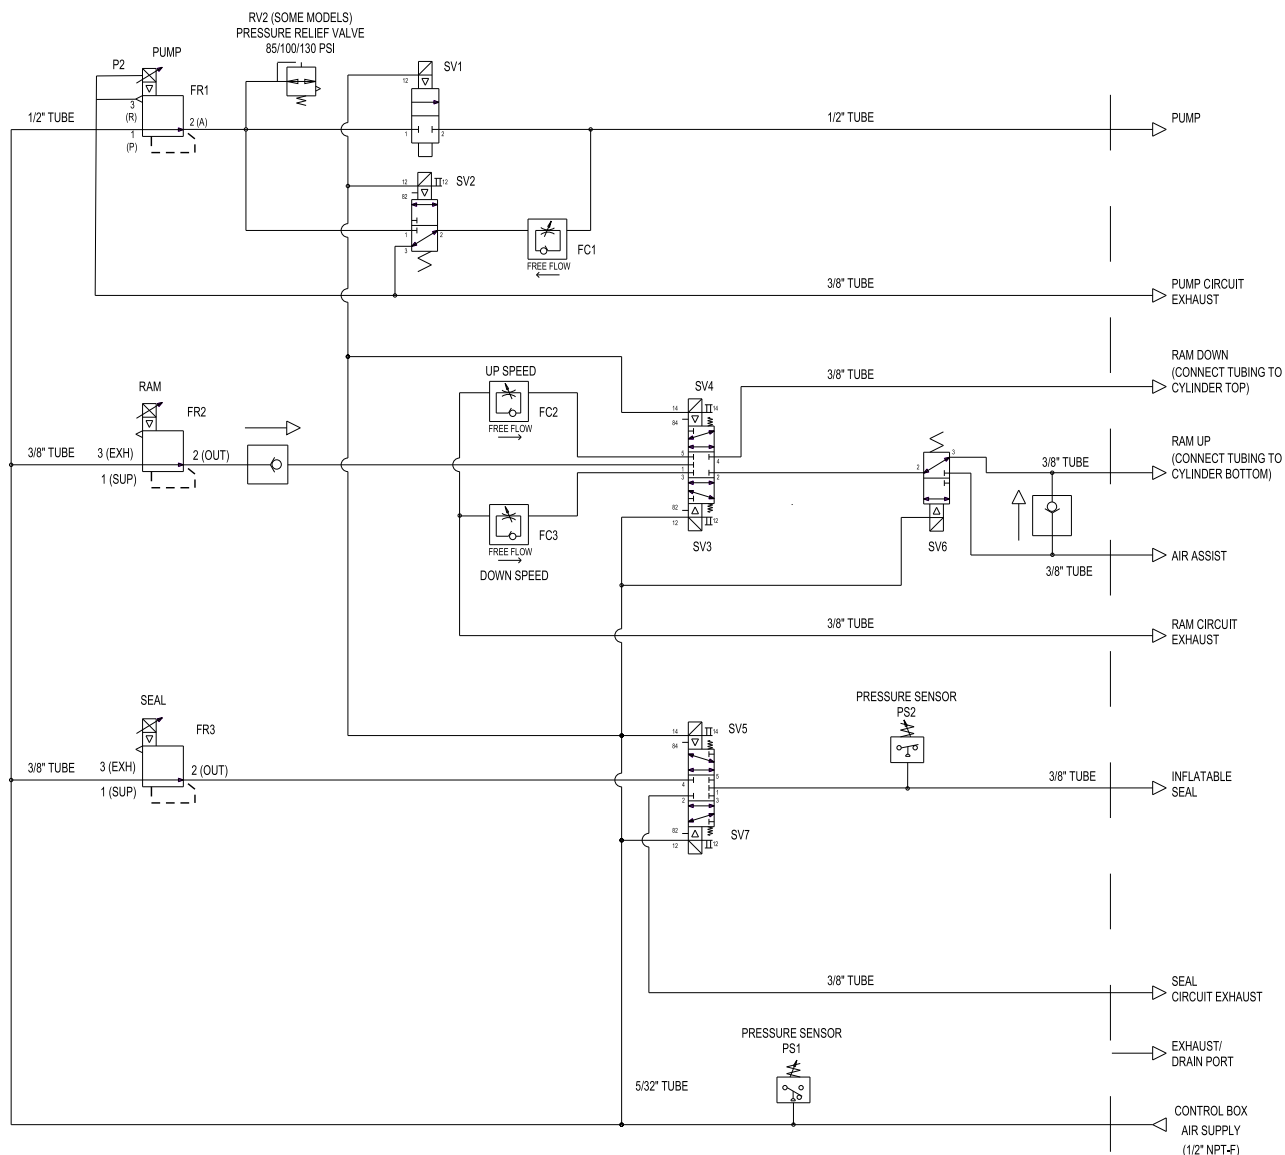 RV2 (SOME MODELS)
PRESSURE RELIEF VALVE
85/100/130 PSI
PUMP
P2
SV1
12
FR1
3
(R)
1/2" TUBE
2 (A)
1
(P)
1
2
1/2" TUBE
PUMP
12
12
SV2
82
1
2
3
FC1
FREE FLOW
3/8" TUBE
PUMP CIRCUIT
EXHAUST
RAM
FR2
3/8" TUBE
3 (EXH)
2 (OUT)
1 (SUP)
UP SPEED
FC2
FREE FLOW
SV4
14
14
84
5
4
1
3
2
82
12
12
SV3
3/8" TUBE
RAM DOWN
(CONNECT TUBING TO
CYLINDER TOP)
3
2
SV6
3/8" TUBE
RAM UP
(CONNECT TUBING TO
CYLINDER BOTTOM)
FC3
FREE FLOW
DOWN SPEED
AIR ASSIST
3/8" TUBE
3/8" TUBE
RAM CIRCUIT
EXHAUST
SEAL
FR3
3/8" TUBE
3 (EXH)
2 (OUT)
1 (SUP)
PRESSURE SENSOR
PS2
14
14
SV5
84
4
5
2
1
3
82
12
12
SV7
3/8" TUBE
INFLATABLE
SEAL
3/8" TUBE
SEAL
CIRCUIT EXHAUST
PRESSURE SENSOR
PS1
EXHAUST/
DRAIN PORT
5/32" TUBE
CONTROL BOX
AIR SUPPLY
(1/2" NPT-F)